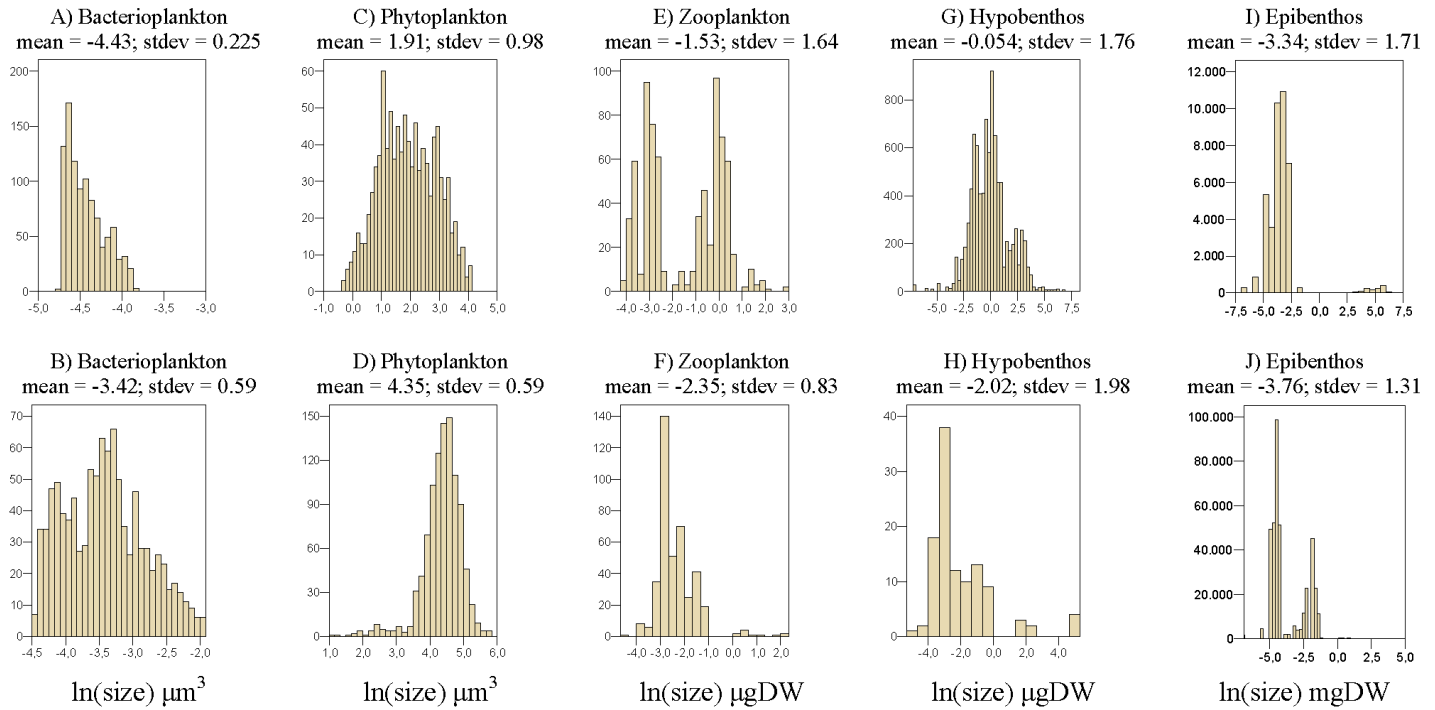 A) Bacterioplankton
mean = -4.43; stdev = 0.225
200
150
100
50
0
-5,0 -4,5 -4,0 -3,5 -3,0
C) Phytoplankton
mean = 1.91; stdev = 0.98
60
50
40
30
20
10
0
-1,0 0,0 1,0 2,0 3,0 4,0 5,0
E) Zooplankton
mean = -1.53; stdev = 1.64
100
80
60
40
20
0
-4,0 -3,0 -2,0 -1,0 0,0 1,0 2,0 3,0
G) Hypobenthos
mean = -0.054; stdev = 1.76
800
600
400
200
0
-5,0 -2,5 0,0 2,5 5,0 7,5
I) Epibenthos
mean = -3.34; stdev = 1.71
12.000
10.000
8.000
6.000
4.000
2.000
0
-7,5 -5,0 -2,5 0,0 2,5 5,0 7,5
B) Bacterioplankton
mean = -3.42; stdev = 0.59
70
60
50
40
30
20
10
0
-4,5 -4,0 -3,5 -3,0 -2,5 -2,0
ln(size) μm³
D) Phytoplankton
mean = 4.35; stdev = 0.59
150
120
90
60
30
0
1,0 2,0 3,0 4,0 5,0 6,0
ln(size) μm³
F) Zooplankton
mean = -2.35; stdev = 0.83
140
120
100
80
60
40
20
0
-4,0 -2,0 0,0 2,0
ln(size) μgDW
H) Hypobenthos
mean = -2.02; stdev = 1.98
40
30
20
10
0
-4,0 -2,0 0,0 2,0 4,0
ln(size) μgDW
J) Epibenthos
mean = -3.76; stdev = 1.31
100.000
80.000
60.000
40.000
20.000
0
-5,0 -2,5 0,0 2,5 5,0
ln(size) mgDW